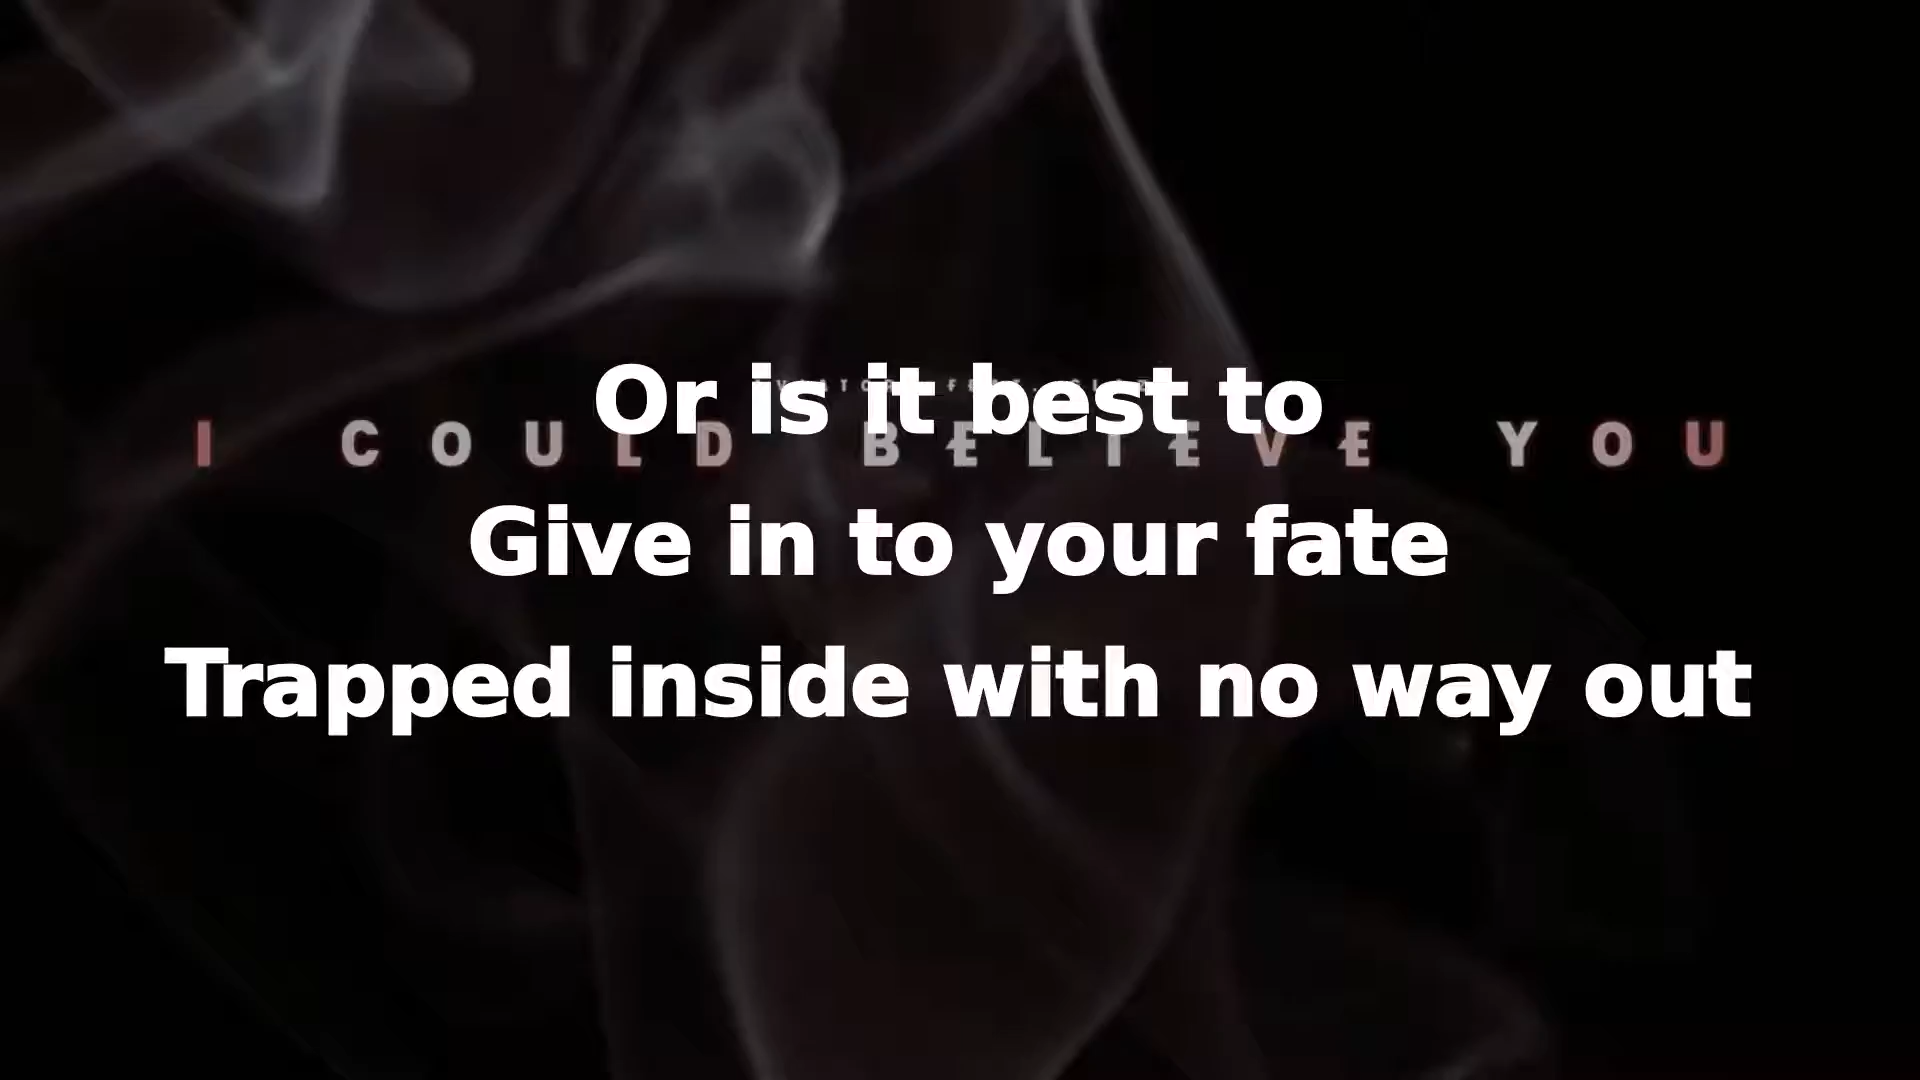 Or is it best to
I COULD BELIEVE YOU
Give in to your fate
Trapped inside with no way out